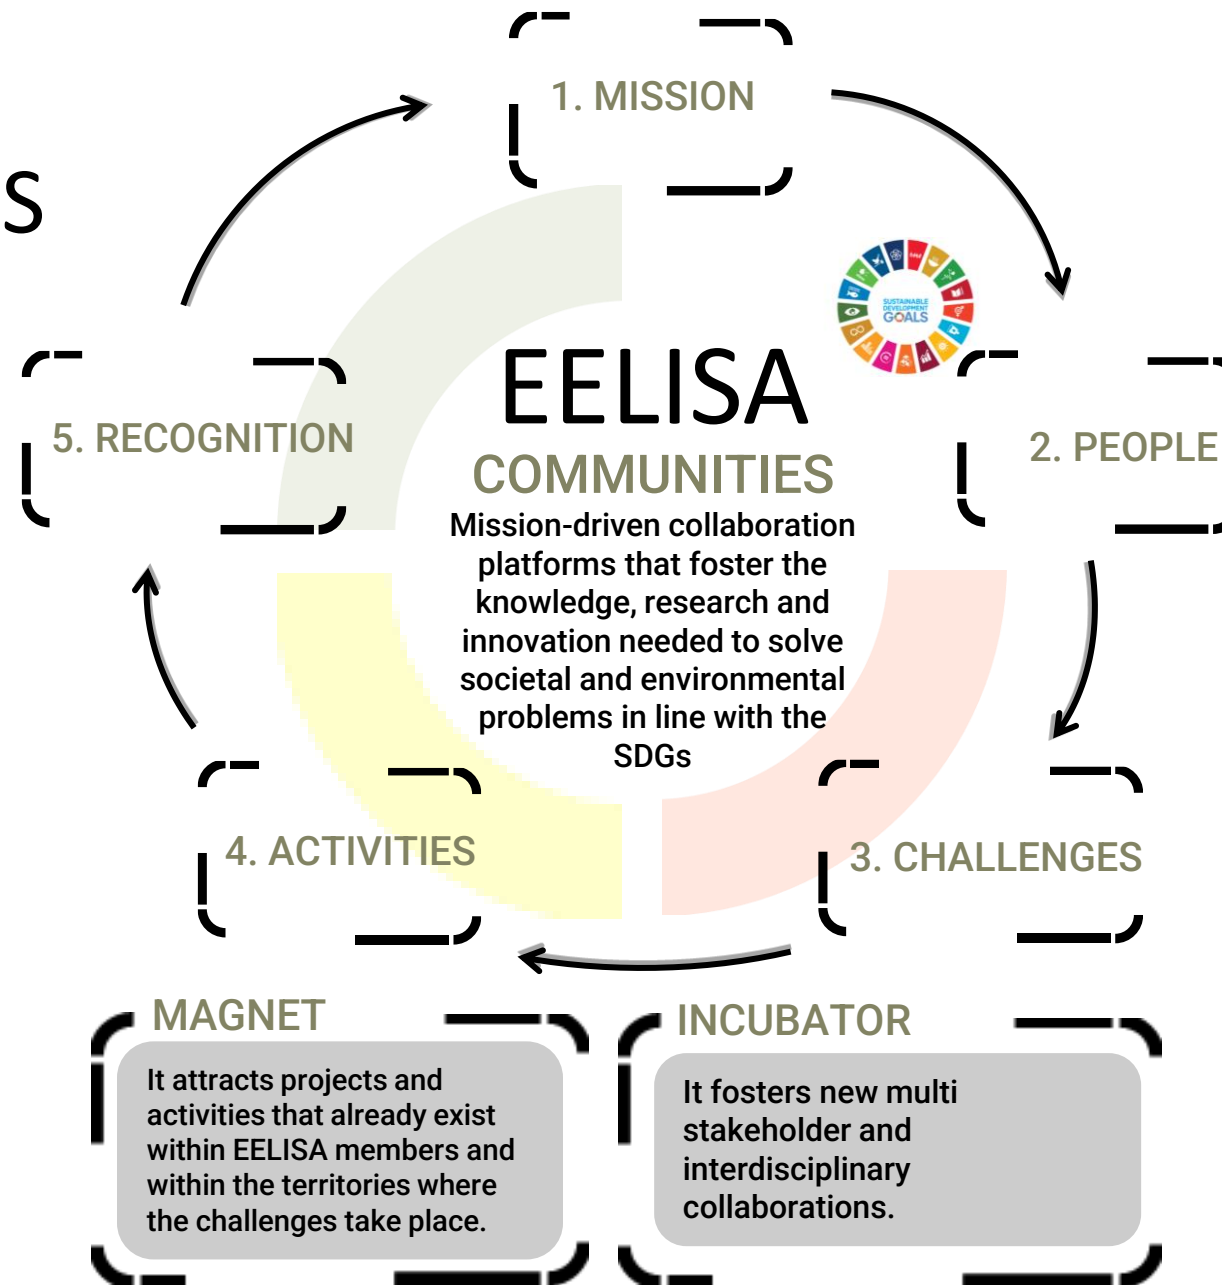 1. MISSION
S
SUSTAINABLE
DEVELOPMENT
GOALS
EELISA
COMMUNITIES
5. RECOGNITION
2. PEOPLE
Mission-driven collaboration
platforms that foster the
knowledge, research and
innovation needed to solve
societal and environmental
problems in line with the
SDGs
4. ACTIVITIES
3. CHALLENGES
MAGNET
It attracts projects and
activities that already exist
within EELISA members and
within the territories where
the challenges take place.
INCUBATOR
It fosters new multi
stakeholder and
interdisciplinary
collaborations.